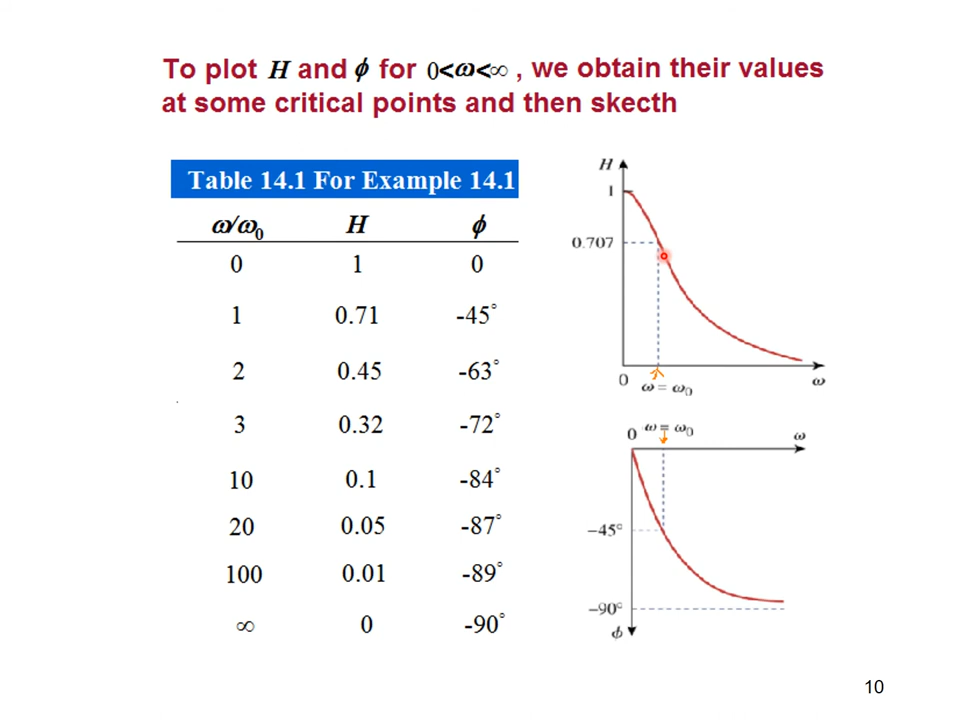 To plot H and ϕ for 0<ω<∞ , we obtain their values
at some critical points and then skecth
Table 14.1 For Example 14.1
ω/ω₀ H ϕ
0 1 0
1 0.71 -45°
2 0.45 -63°
3 0.32 -72°
10 0.1 -84°
20 0.05 -87°
100 0.01 -89°
∞ 0 -90°
H
1
0.707
0
ω = ω₀
ω
0
ω = ω₀
ω
−45°
−90°
ϕ
10